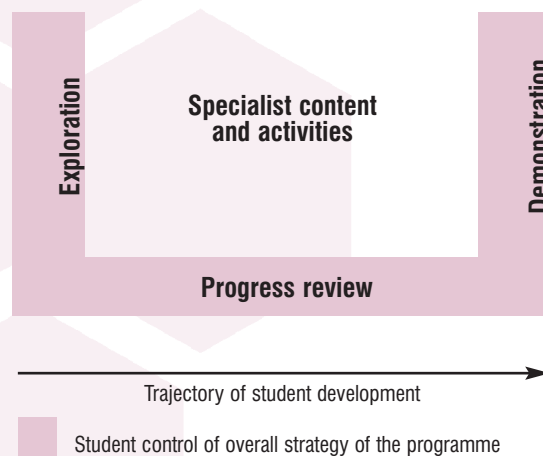 Exploration
Specialist content
and activities
Demonstration
Progress review
Trajectory of student development
Student control of overall strategy of the programme